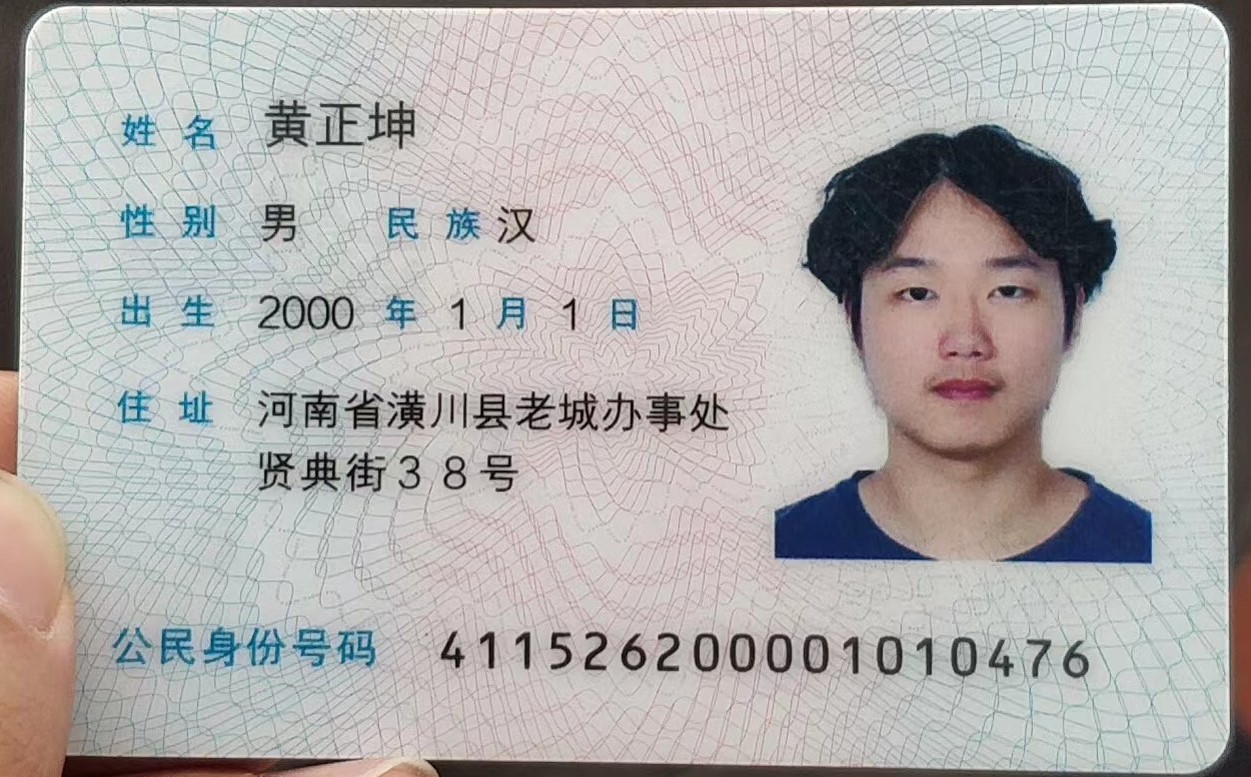 姓名 黄正坤
性别 男 民族 汉
出生 2000 年 1 月 1 日
住址 河南省潢川县老城办事处
贤典街38号
公民身份号码 411526200001010476